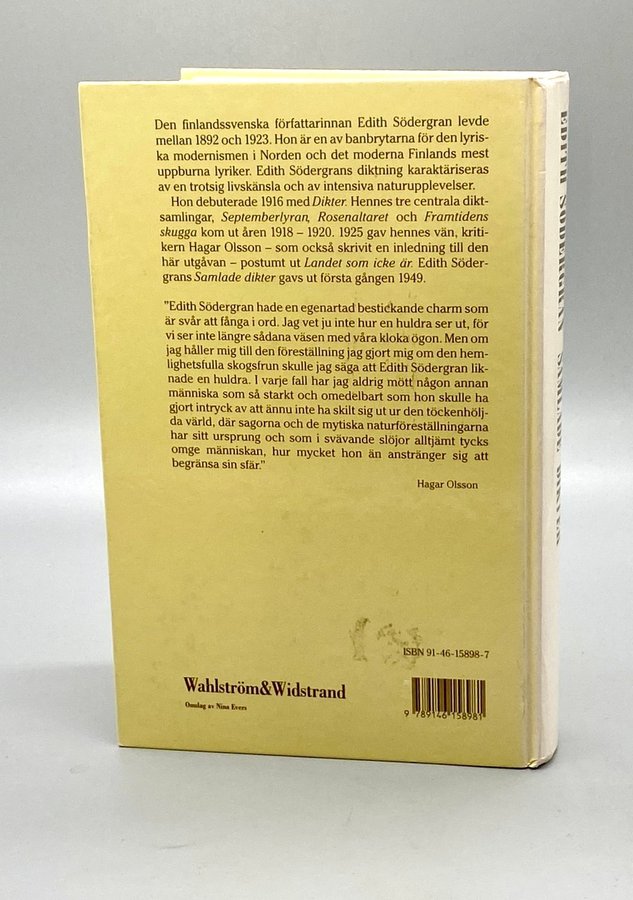 Den finlandssvenska författarinnan Edith Södergran levde
mellan 1892 och 1923. Hon är en av banbrytarna för den lyris-
ka modernismen i Norden och det moderna Finlands mest
uppburna lyriker. Edith Södergrans diktning karaktäriseras
av en trotsig livskänsla och av intensiva naturupplevelser.
Hon debuterade 1916 med Dikter. Hennes tre centrala dikt-
samlingar, Septemberlyran, Rosenaltaret och Framtidens
skugga kom ut åren 1918 – 1920. 1925 gav hennes vän, kriti-
kern Hagar Olsson – som också skrivit en inledning till den
här utgåvan – postumt ut Landet som icke är. Edith Söder-
grans Samlade dikter gavs ut första gången 1949.
"Edith Södergran hade en egenartad bestickande charm som
är svår att fånga i ord. Jag vet ju inte hur en huldra ser ut, för
vi ser inte längre sådana väsen med våra kloka ögon. Men om
jag håller mig till den föreställning jag gjort mig om den hem-
lighetsfulla skogsfrun skulle jag säga att Edith Södergran lik-
nade en huldra. I varje fall har jag aldrig mött någon annan
människa som så starkt och omedelbart som hon skulle ha
gjort intryck av att ännu inte ha skilt sig ut ur den töckenhölj-
da värld, där sagorna och de mytiska naturföreställningarna
har sitt ursprung och som i svävande slöjor alltjämt tycks
omge människan, hur mycket hon än anstränger sig att
begränsa sin sfär."
Hagar Olsson
ISBN 91-46-15898-7
Wahlström&Widstrand
Omslag av Nina Evers
9 789146 158981
EDITH SÖDERGRAN SAMLADE DIKTER